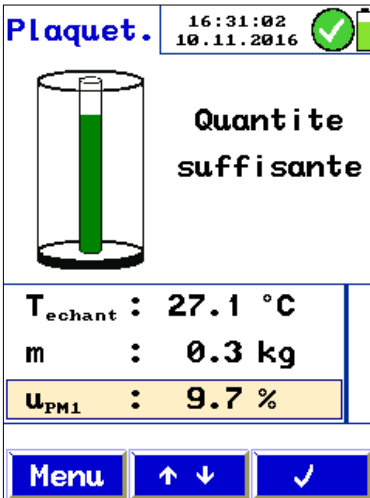 Plaquet.
16:31:02
10.11.2016
Quantite
suffisante
Techant : 27.1 °C
m : 0.3 kg
uPM1 : 9.7 %
Menu ↑ ↓ ✓